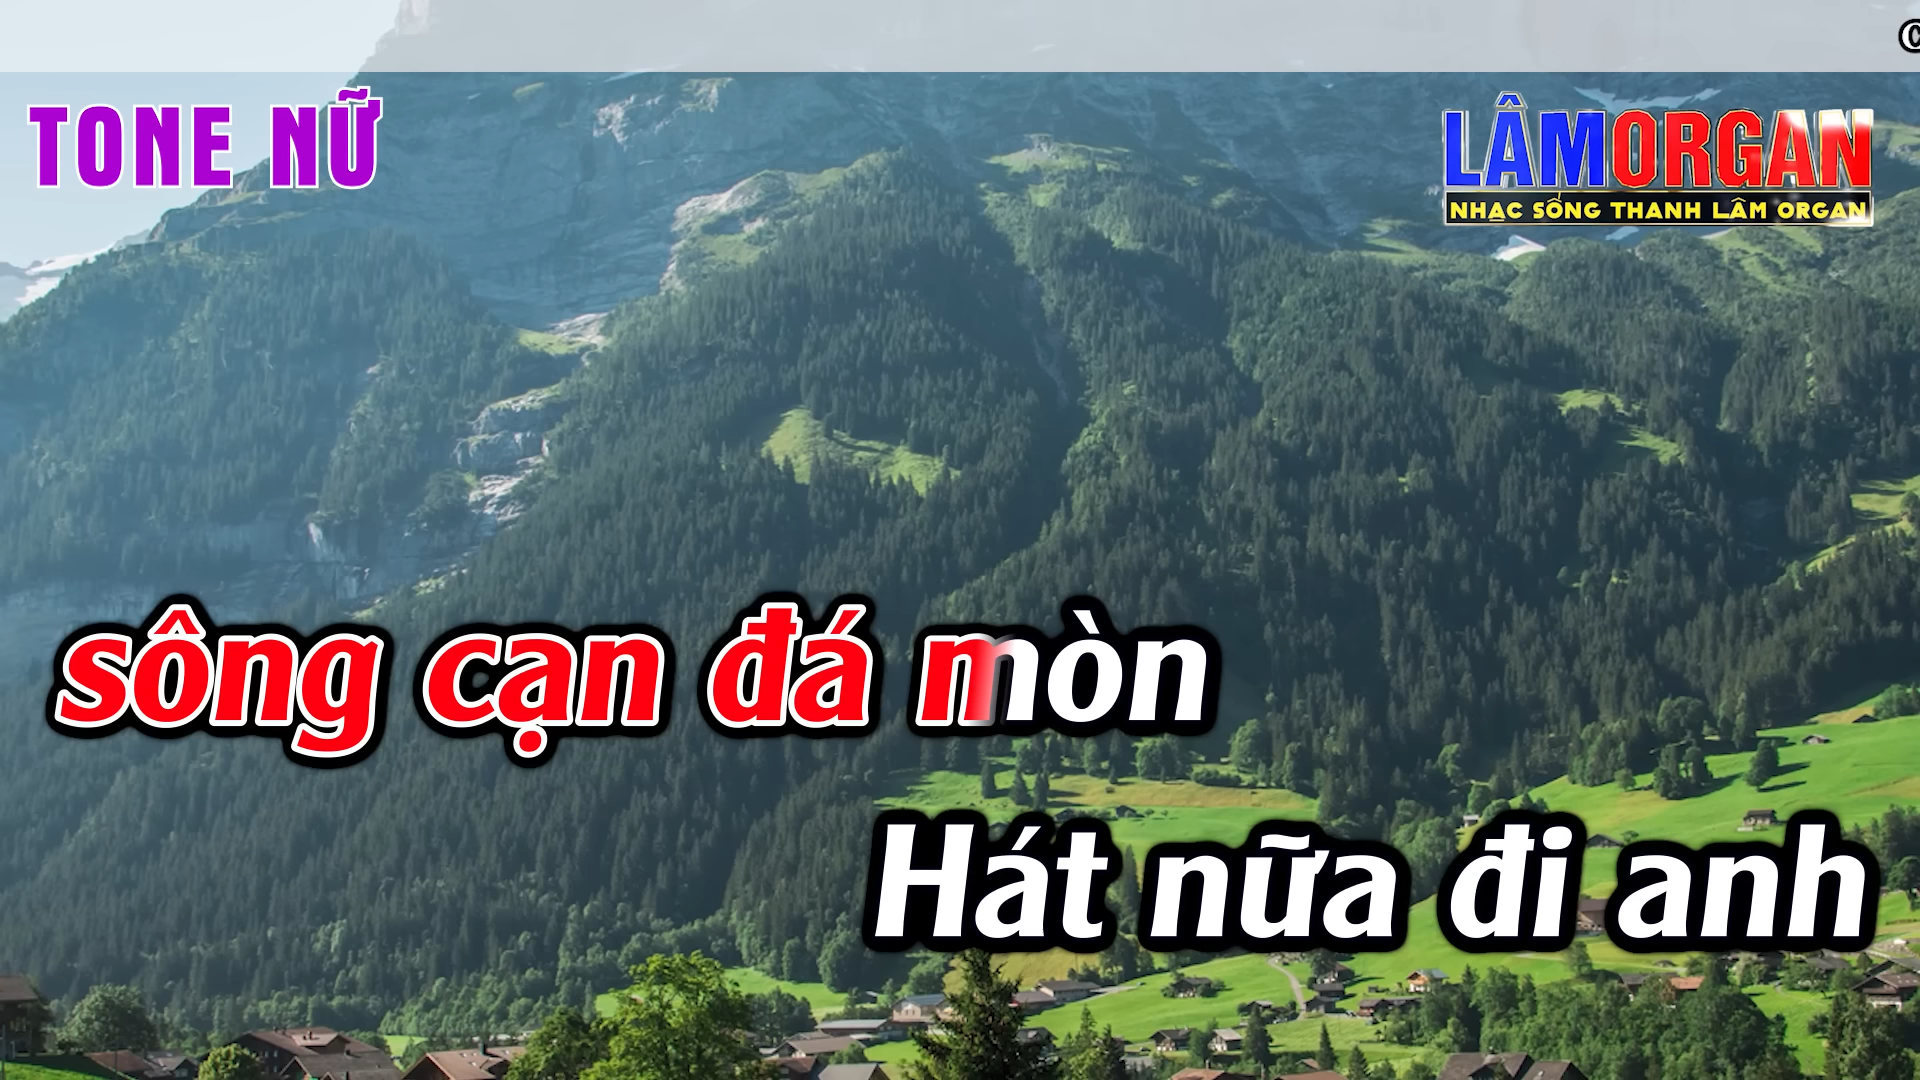 TONE NỮ
LÂMORGAN
NHẠC SỐNG THANH LÂM ORGAN
sông cạn đá mòn
Hát nữa đi anh